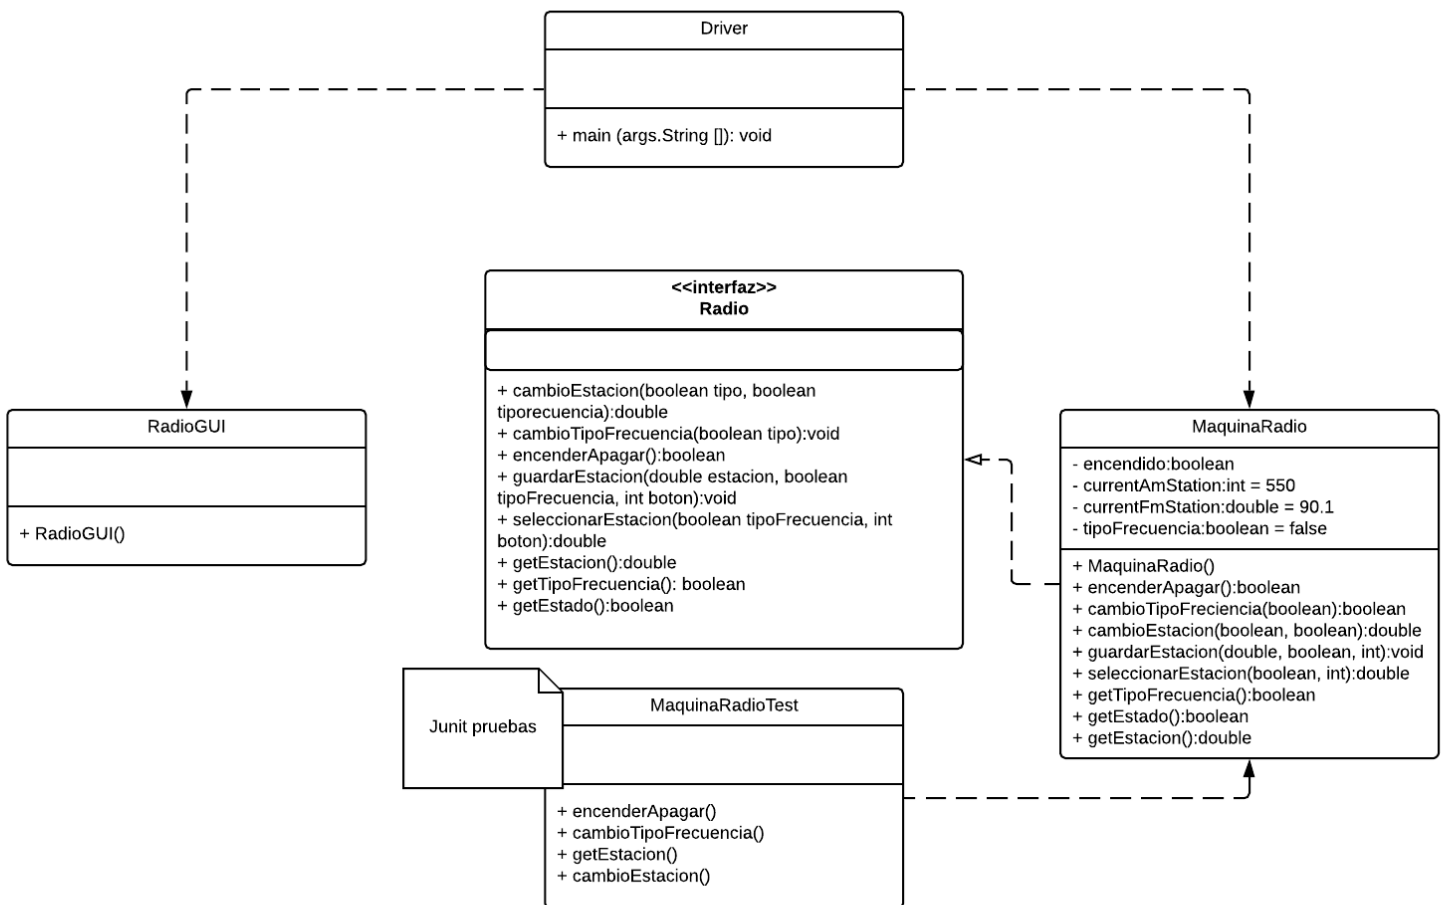 Driver
+ main (args.String []): void
<<interfaz>>
Radio
+ cambioEstacion(boolean tipo, boolean
tiporecuencia):double
+ cambioTipoFrecuencia(boolean tipo):void
+ encenderApagar():boolean
+ guardarEstacion(double estacion, boolean
tipoFrecuencia, int boton):void
+ seleccionarEstacion(boolean tipoFrecuencia, int
boton):double
+ getEstacion():double
+ getTipoFrecuencia(): boolean
+ getEstado():boolean
RadioGUI
+ RadioGUI()
MaquinaRadio
- encendido:boolean
- currentAmStation:int = 550
- currentFmStation:double = 90.1
- tipoFrecuencia:boolean = false
+ MaquinaRadio()
+ encenderApagar():boolean
+ cambioTipoFreciencia(boolean):boolean
+ cambioEstacion(boolean, boolean):double
+ guardarEstacion(double, boolean, int):void
+ seleccionarEstacion(boolean, int):double
+ getTipoFrecuencia():boolean
+ getEstado():boolean
+ getEstacion():double
Junit pruebas
MaquinaRadioTest
+ encenderApagar()
+ cambioTipoFrecuencia()
+ getEstacion()
+ cambioEstacion()